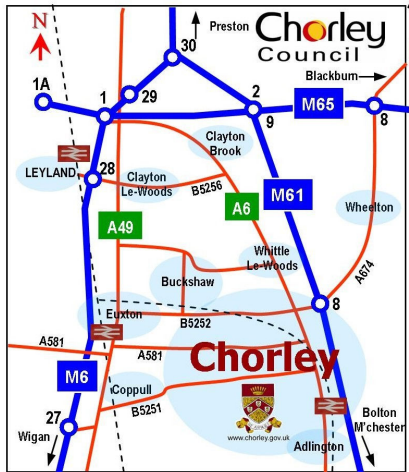 N
Preston
Chorley
Council
30
Blackburn
1A
29
1
2
9
M65
8
Clayton
Brook
LEYLAND
28
Clayton
Le-Woods
B5256
M61
A49
A6
Wheelton
Whittle
Le-Woods
A674
Buckshaw
8
Euxton
B5252
A581
A581
Chorley
M6
Coppull
B5251
27
Wigan
www.chorley.gov.uk
Adlington
Bolton
M'chester